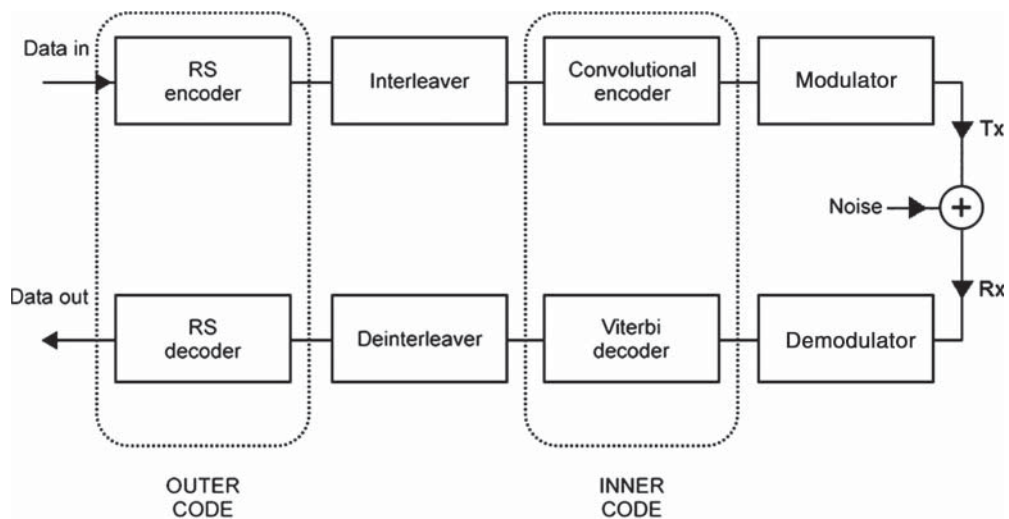 Data in
RS
encoder
Interleaver
Convolutional
encoder
Modulator
Tx
Noise
+
Rx
Data out
RS
decoder
Deinterleaver
Viterbi
decoder
Demodulator
OUTER
CODE
INNER
CODE